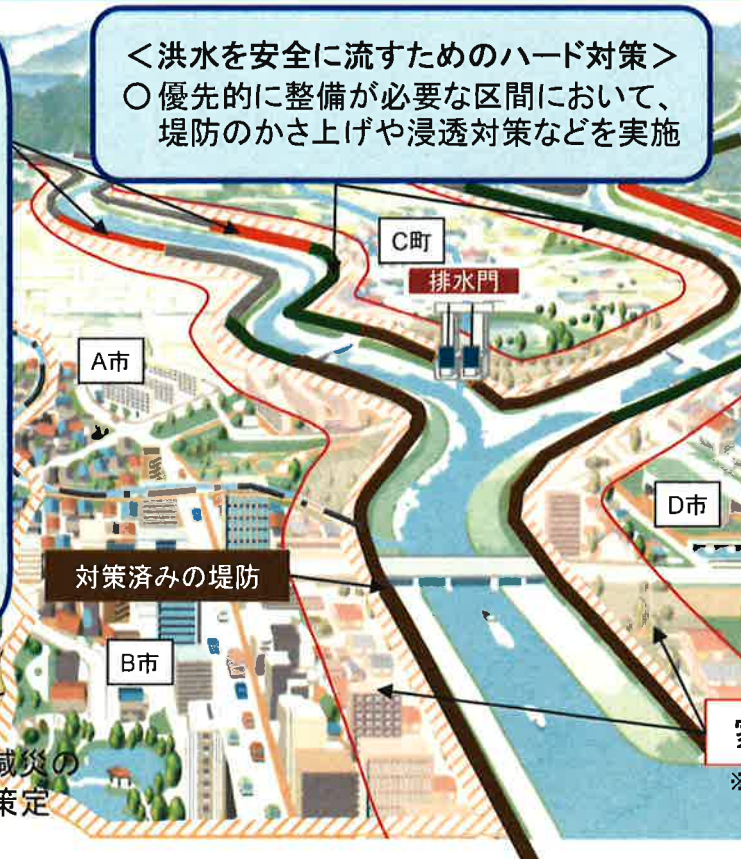 <洪水を安全に流すためのハード対策>
○優先的に整備が必要な区間において、
堤防のかさ上げや浸透対策などを実施
C町
排水門
A市
D市
対策済みの堤防
B市
減災の
策定
※